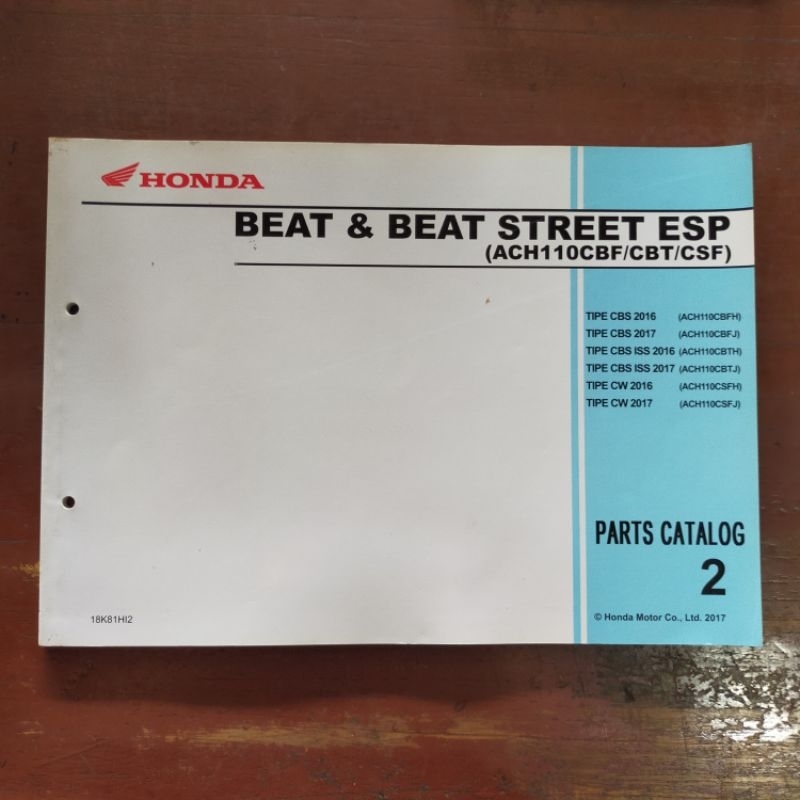 HONDA
BEAT & BEAT STREET ESP
(ACH110CBF/CBT/CSF)
TIPE CBS 2016 (ACH110CBFH)
TIPE CBS 2017 (ACH110CBFJ)
TIPE CBS ISS 2016 (ACH110CBTH)
TIPE CBS ISS 2017 (ACH110CBTJ)
TIPE CW 2016 (ACH110CSFH)
TIPE CW 2017 (ACH110CSFJ)
PARTS CATALOG
2
18K81HI2
© Honda Motor Co., Ltd. 2017